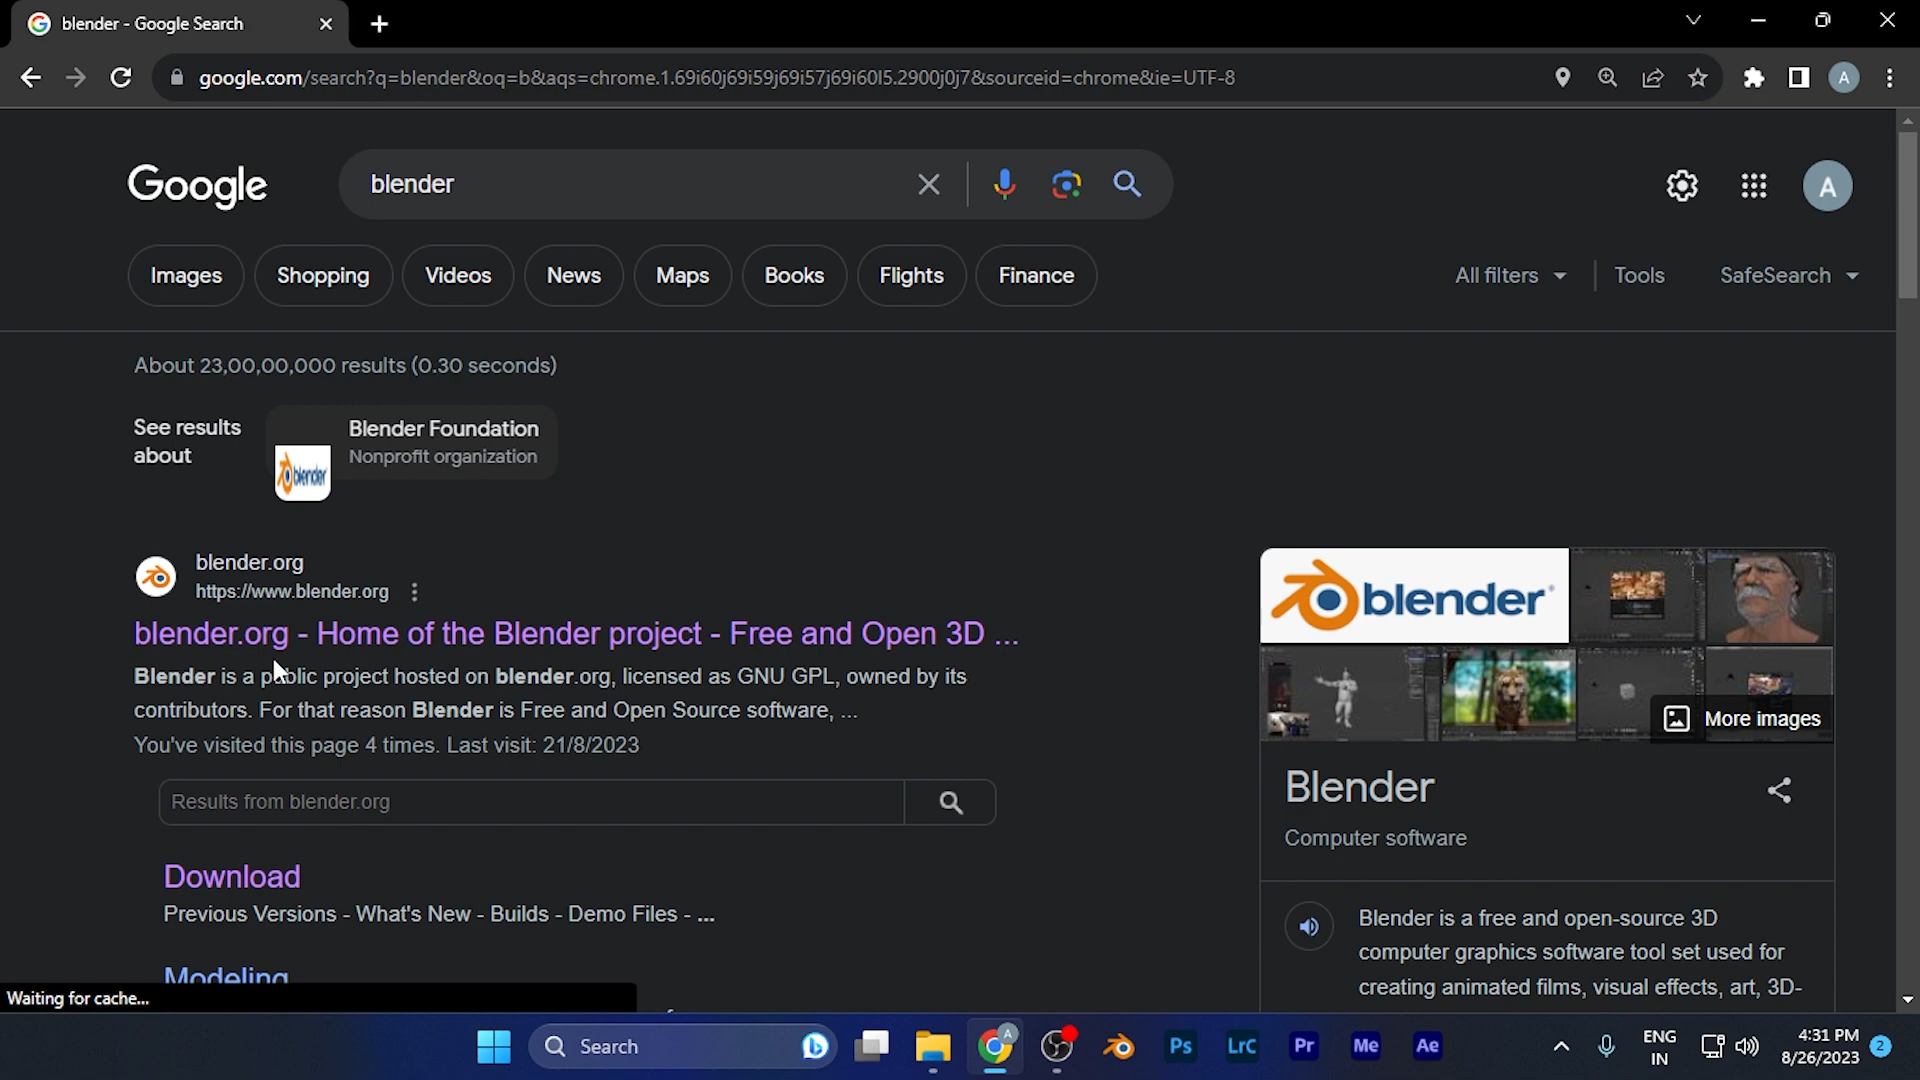 blender - Google Search
google.com/search?q=blender&oq=b&aqs=chrome.1.69i60j69i59j69i57j69i60l5.2900j0j7&sourceid=chrome&ie=UTF-8
A
Google
blender
A
Images
Shopping
Videos
News
Maps
Books
Flights
Finance
All filters
Tools
SafeSearch
About 23,00,00,000 results (0.30 seconds)
See results
about
Blender Foundation
Nonprofit organization
blender
blender.org
https://www.blender.org
blender.org - Home of the Blender project - Free and Open 3D ...
Blender is a public project hosted on blender.org, licensed as GNU GPL, owned by its
contributors. For that reason Blender is Free and Open Source software, ...
You've visited this page 4 times. Last visit: 21/8/2023
Results from blender.org
Download
Previous Versions - What's New - Builds - Demo Files - ...
Modeling
blender
More images
Blender
Computer software
Blender is a free and open-source 3D
computer graphics software tool set used for
creating animated films, visual effects, art, 3D-
Waiting for cache...
Search
A
Ps
LrC
Pr
Me
Ae
ENG
IN
4:31 PM
8/26/2023
2